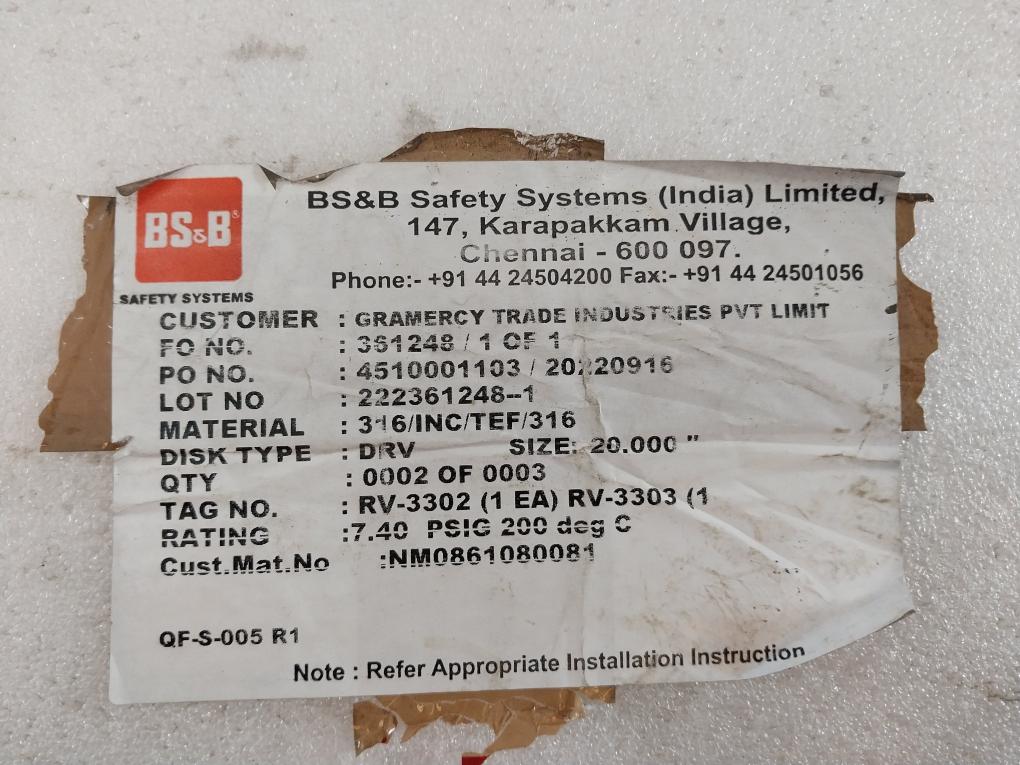 BS&B®
SAFETY SYSTEMS
BS&B Safety Systems (India) Limited,
147, Karapakkam Village,
Chennai - 600 097.
Phone:- +91 44 24504200 Fax:- +91 44 24501056
CUSTOMER : GRAMERCY TRADE INDUSTRIES PVT LIMIT
FO NO. : 361248 / 1 OF 1
PO NO. : 4510001103 / 20220916
LOT NO : 222361248--1
MATERIAL : 316/INC/TEF/316
DISK TYPE : DRV SIZE: 20.000 "
QTY : 0002 OF 0003
TAG NO. : RV-3302 (1 EA) RV-3303 (1
RATING :7.40 PSIG 200 deg C
Cust.Mat.No :NM0861080081
QF-S-005 R1
Note : Refer Appropriate Installation Instruction